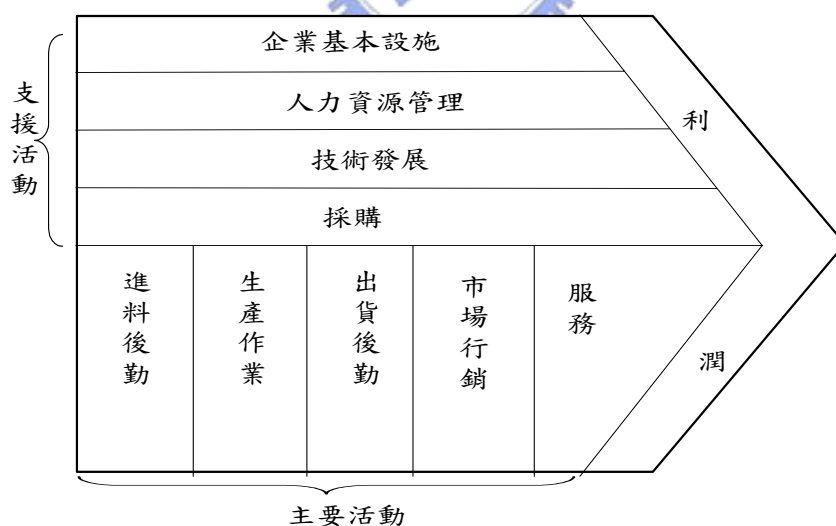 企業基本設施
人力資源管理
技術發展
採購
支援活動
利
潤
進料後勤
生產作業
出貨後勤
市場行銷
服務
主要活動